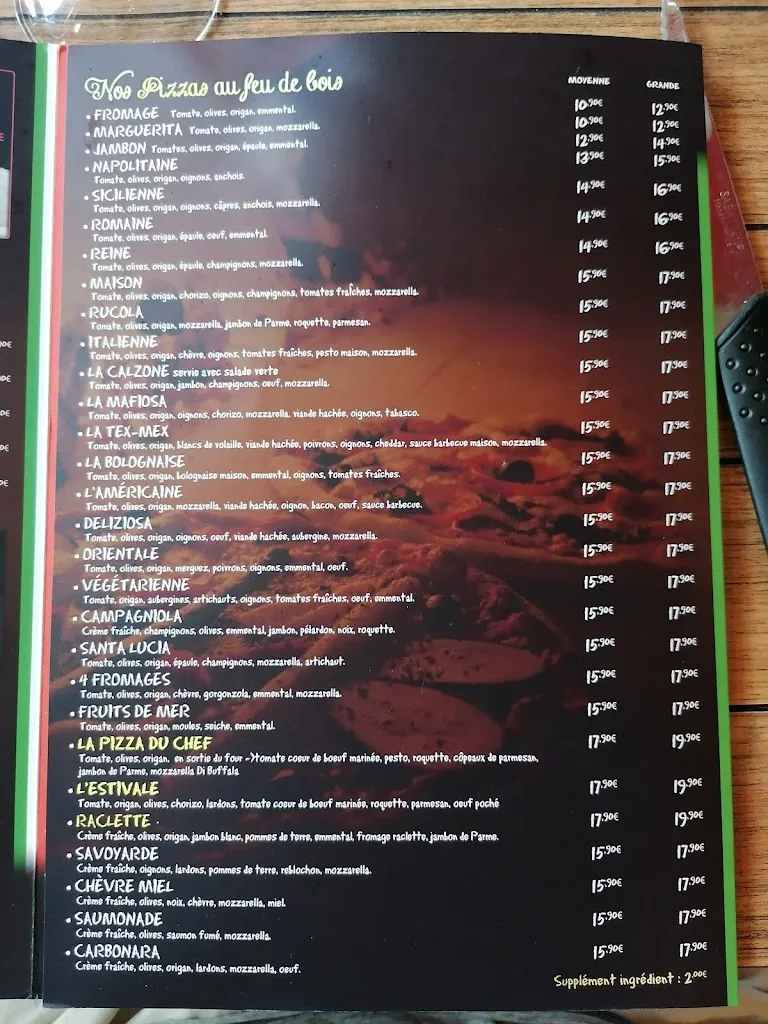 Nos Pizzas au feu de bois MOYENNE GRANDE
• FROMAGE Tomate, olives, origan, emmental. 10.90€ 12.90€
• MARGUERITA Tomate, olives, origan, mozzarella. 10.90€ 12.90€
• JAMBON Tomates, olives, origan, épaule, emmental. 12.90€ 14.90€
• NAPOLITAINE 13.90€ 15.90€
Tomate, olives, origan, oignons, anchois.
• SICILIENNE 14.90€ 16.90€
Tomate, olives, origan, oignons, câpres, anchois, mozzarella.
• ROMAINE 14.90€ 16.90€
Tomate, olives, origan, épaule, oeuf, emmental.
• REINE 14.90€ 16.90€
Tomate, olives, origan, épaule, champignons, mozzarella.
• MAISON 15.90€ 17.90€
Tomate, olives, origan, chorizo, oignons, champignons, tomates fraîches, mozzarella.
• RUCOLA 15.90€ 17.90€
Tomate, olives, origan, mozzarella, jambon de Parme, roquette, parmesan.
• ITALIENNE 15.90€ 17.90€
Tomate, olives, origan, chèvre, oignons, tomates fraîches, pesto maison, mozzarella.
• LA CALZONE servie avec salade verte 15.90€ 17.90€
Tomate, olives, origan, jambon, champignons, oeuf, mozzarella.
• LA MAFIOSA 15.90€ 17.90€
Tomate, olives, origan, oignons, chorizo, mozzarella, viande hachée, oignons, tabasco.
• LA TEX-MEX 15.90€ 17.90€
Tomate, olives, origan, blancs de volaille, viande hachée, poivrons, oignons, cheddar, sauce barbecue maison, mozzarella.
• LA BOLOGNAISE 15.90€ 17.90€
Tomate, olives, origan, bolognaise maison, emmental, oignons, tomates fraîches.
• L'AMÉRICAINE 15.90€ 17.90€
Tomate, olives, origan, mozzarella, viande hachée, oignon, bacon, oeuf, sauce barbecue.
• DELIZIOSA 15.90€ 17.90€
Tomate, olives, origan, oignons, oeuf, viande hachée, aubergine, mozzarella.
• ORIENTALE 15.90€ 17.90€
Tomate, olives, origan, merguez, poivrons, oignons, emmental, oeuf.
• VÉGÉTARIENNE 15.90€ 17.90€
Tomate, origan, aubergines, artichauts, oignons, tomates fraîches, oeuf, emmental.
• CAMPAGNIOLA 15.90€ 17.90€
Crème fraîche, champignons, olives, emmental, jambon, pélardon, noix, roquette.
• SANTA LUCIA 15.90€ 17.90€
Tomate, olives, origan, épaule, champignons, mozzarella, artichaut.
• 4 FROMAGES 15.90€ 17.90€
Tomate, olives, origan, chèvre, gorgonzola, emmental, mozzarella.
• FRUITS DE MER 15.90€ 17.90€
Tomate, olives, origan, moules, seiche, emmental.
• LA PIZZA DU CHEF 17.90€ 19.90€
Tomate, olives, origan, en sortie du four ->tomate coeur de boeuf marinée, pesto, roquette, côpeaux de parmesan,
jambon de Parme, mozzarella Di Buffala
• L'ESTIVALE 17.90€ 19.90€
Tomate, origan, olives, chorizo, lardons, tomate coeur de boeuf marinée, roquette, parmesan, oeuf poché
• RACLETTE • 17.90€ 19.90€
Crème fraîche, olives, origan, jambon blanc, pommes de terre, emmental, fromage raclette, jambon de Parme.
• SAVOYARDE 15.90€ 17.90€
Crème fraîche, oignons, lardons, pommes de terre, reblochon, mozzarella.
• CHÈVRE MIEL 15.90€ 17.90€
Crème fraîche, olives, noix, chèvre, mozzarella, miel.
• SAUMONADE 15.90€ 17.90€
Crème fraîche, olives, saumon fumé, mozzarella.
• CARBONARA 15.90€ 17.90€
Crème fraîche, olives, origan, lardons, mozzarella, oeuf.
Supplément ingrédient : 2.00€